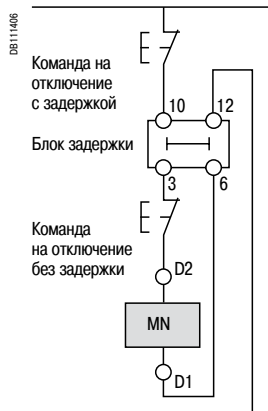 DB111406
Команда на
отключение
с задержкой
10 12
Блок задержки
3 6
Команда
на отключение
без задержки
D2
MN
D1